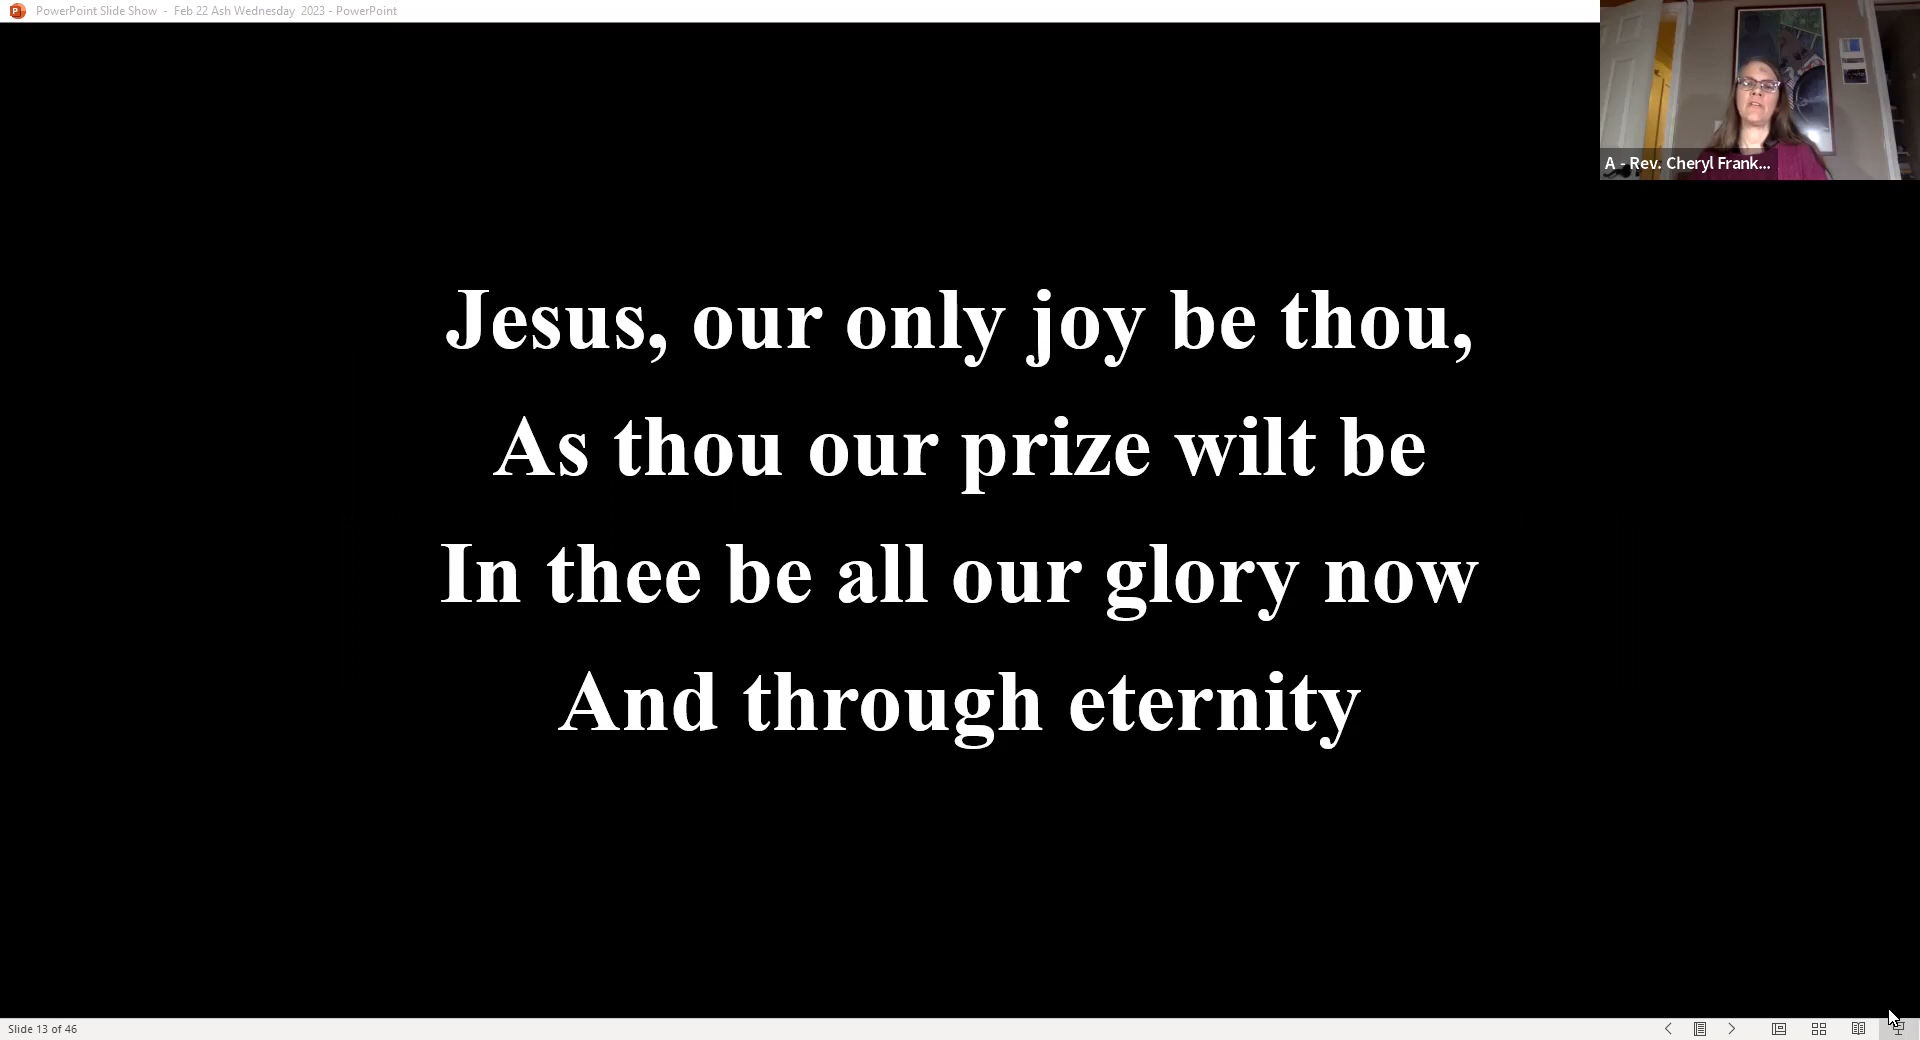 PowerPoint Slide Show - Feb 22 Ash Wednesday 2023 - PowerPoint
A - Rev. Cheryl Frank...
Jesus, our only joy be thou,
As thou our prize wilt be
In thee be all our glory now
And through eternity
Slide 13 of 46